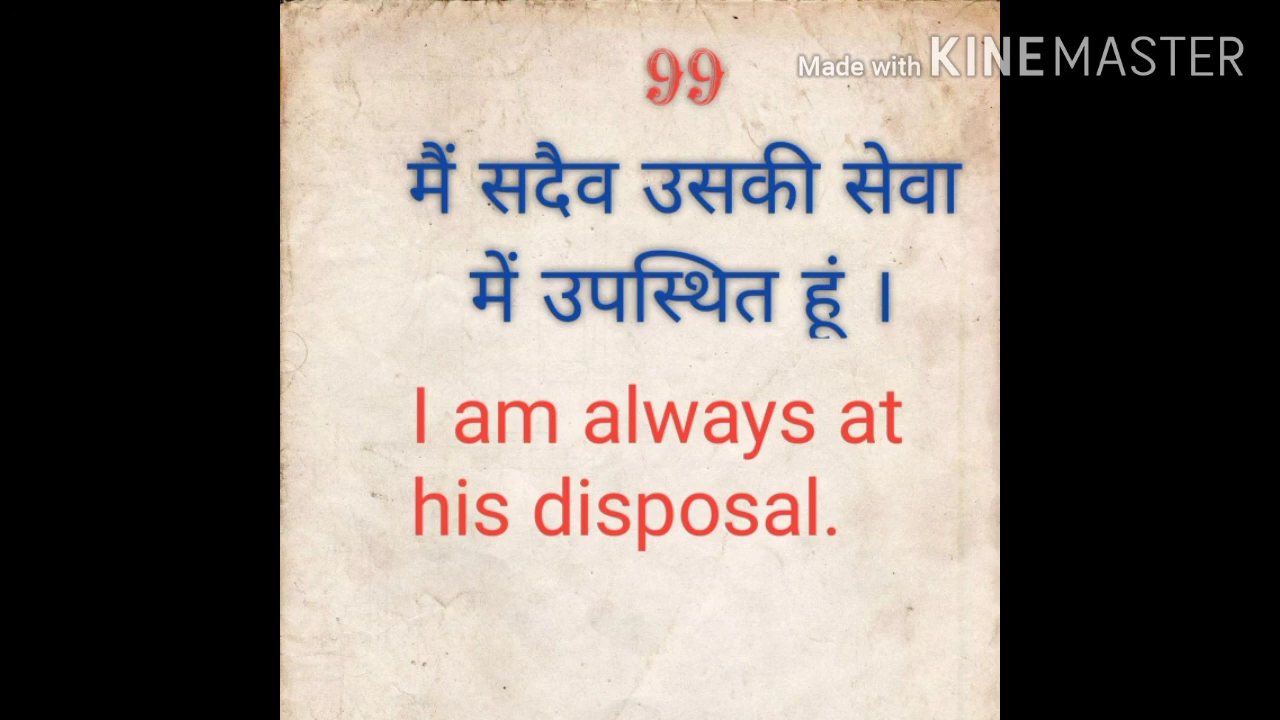 99
Made with KINEMASTER
मैं सदैव उसकी सेवा
में उपस्थित हूं ।
I am always at
his disposal.